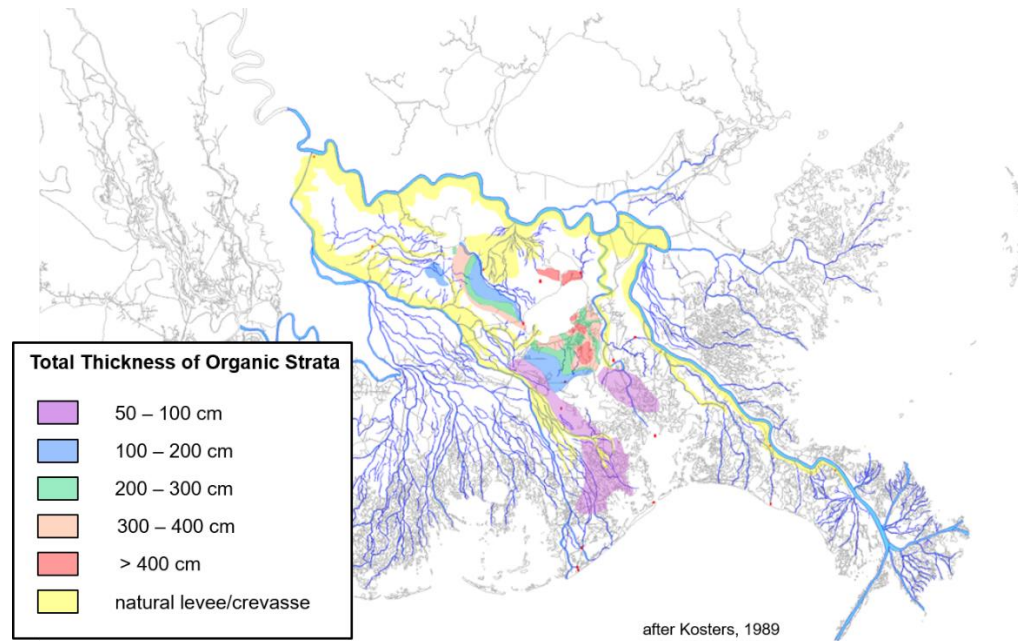 Total Thickness of Organic Strata
50 – 100 cm
100 – 200 cm
200 – 300 cm
300 – 400 cm
> 400 cm
natural levee/crevasse
after Kosters, 1989